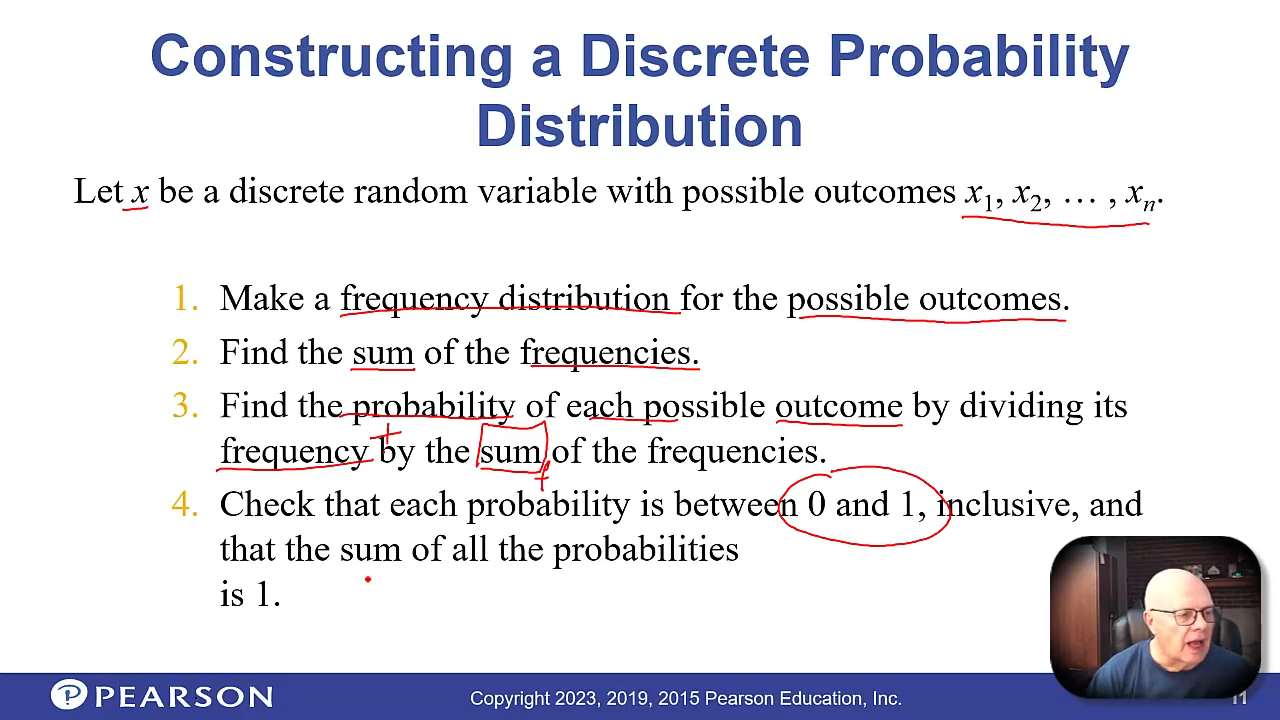 Constructing a Discrete Probability
Distribution
Let x be a discrete random variable with possible outcomes x₁, x₂, … , xₙ.
1. Make a frequency distribution for the possible outcomes.
2. Find the sum of the frequencies.
3. Find the probability of each possible outcome by dividing its
frequency by the sum of the frequencies.
4. Check that each probability is between 0 and 1, inclusive, and
that the sum of all the probabilities
is 1.
f
PEARSON
Copyright 2023, 2019, 2015 Pearson Education, Inc.
11